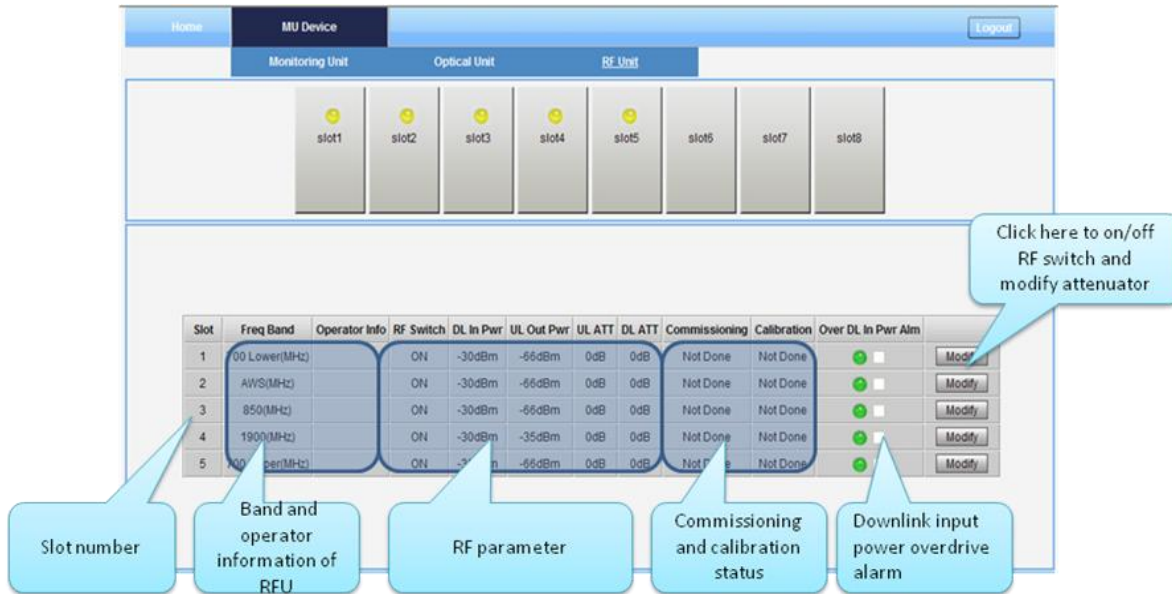 Home MU Device Logout
Monitoring Unit Optical Unit RF Unit
slot1 slot2 slot3 slot4 slot5 slot6 slot7 slot8
Click here to on/off
RF switch and
modify attenuator
Slot Freq Band Operator Info RF Switch DL In Pwr UL Out Pwr UL ATT DL ATT Commissioning Calibration Over DL In Pwr Alm
1 00 Lower(MHz) ON -30dBm -66dBm 0dB 0dB Not Done Not Done Modify
2 AWS(MHz) ON -30dBm -66dBm 0dB 0dB Not Done Not Done Modify
3 850(MHz) ON -30dBm -66dBm 0dB 0dB Not Done Not Done Modify
4 1900(MHz) ON -30dBm -35dBm 0dB 0dB Not Done Not Done Modify
5 ON -66dBm 0dB 0dB Not Done Not Done Modify
Slot number
Band and
operator
information of
RFU
RF parameter
Commissioning
and calibration
status
Downlink input
power overdrive
alarm